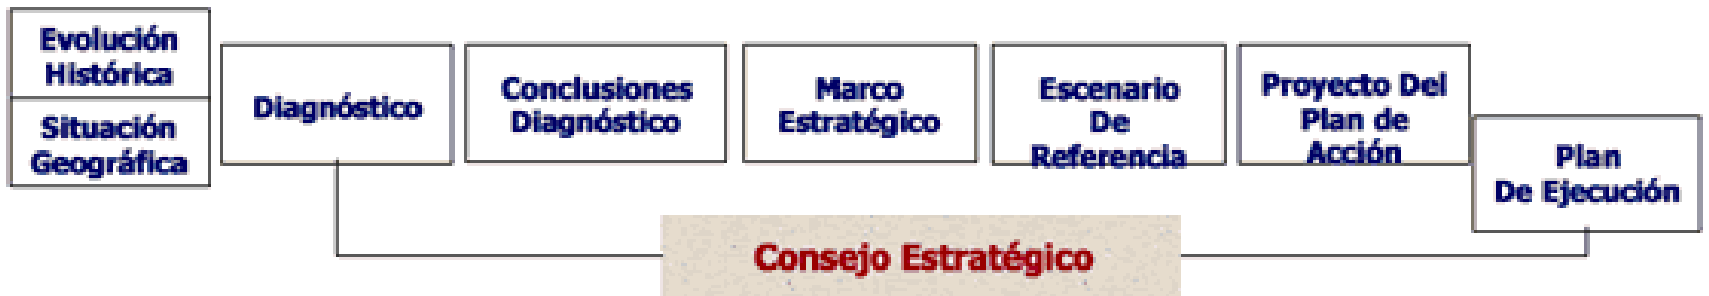 Evolución
Histórica
Situación
Geográfica
Diagnóstico
Conclusiones
Diagnóstico
Marco
Estratégico
Escenario
De
Referencia
Proyecto Del
Plan de
Acción
Plan
De Ejecución
Consejo Estratégico